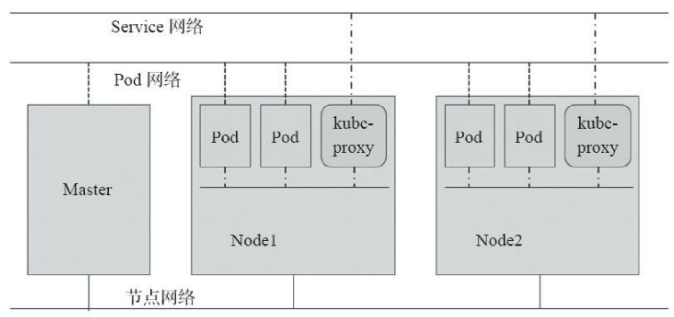 Service 网络
Pod 网络
Master
Pod
Pod
kube-
proxy
Node1
Pod
Pod
kube-
proxy
Node2
节点网络